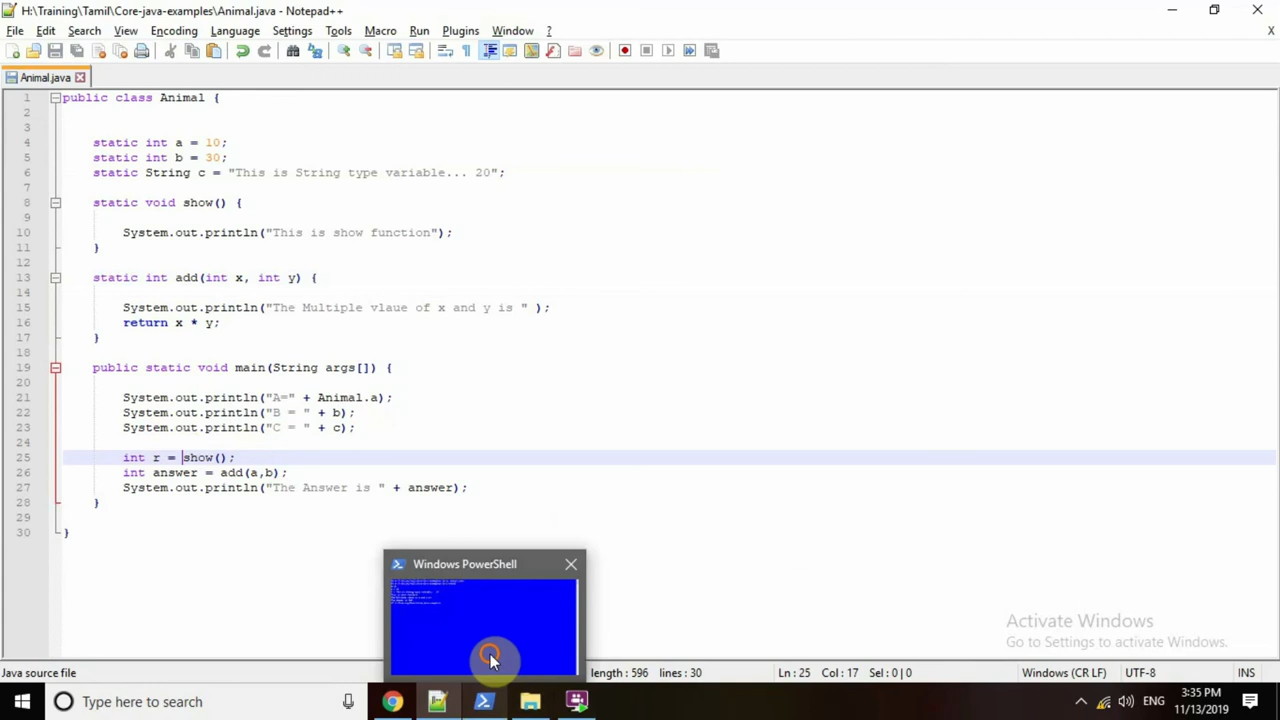 H:\Training\Tamil\Core-java-examples\Animal.java - Notepad++
File Edit Search View Encoding Language Settings Tools Macro Run Plugins Window ? X
Animal.java
1 public class Animal {
2
3
4 static int a = 10;
5 static int b = 30;
6 static String c = "This is String type variable... 20";
7
8 static void show() {
9
10 System.out.println("This is show function");
11 }
12
13 static int add(int x, int y) {
14
15 System.out.println("The Multiple vlaue of x and y is " );
16 return x * y;
17 }
18
19 public static void main(String args[]) {
20
21 System.out.println("A=" + Animal.a);
22 System.out.println("B = " + b);
23 System.out.println("C = " + c);
24
25 int r = show();
26 int answer = add(a,b);
27 System.out.println("The Answer is " + answer);
28 }
29
30 }
Windows PowerShell
Activate Windows
Go to Settings to activate Windows.
Java source file length : 596 lines : 30 Ln : 25 Col : 17 Sel : 0 | 0 Windows (CR LF) UTF-8 INS
Type here to search ENG 3:35 PM
11/13/2019